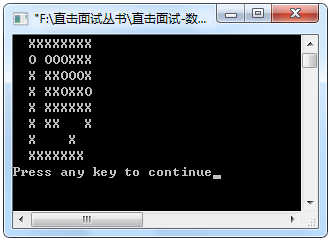 "F:\直击面试丛书\直击面试-数...
  XXXXXXXX
  O OOOXXX
  X XXOOOX
  X XXOXXO
  X XXXXXX
  X XX   X
  X    X
  XXXXXXX
Press any key to continue_